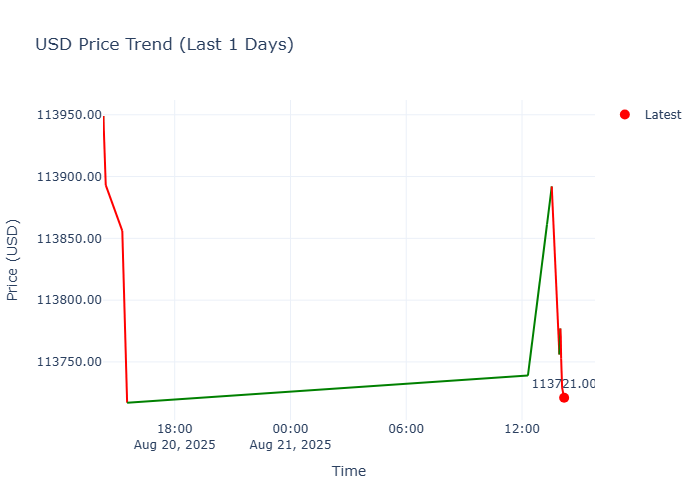 USD Price Trend (Last 1 Days)
Latest
113950.00
113900.00
113850.00
113800.00
113750.00
Price (USD)
113721.00
18:00
Aug 20, 2025
00:00
Aug 21, 2025
06:00
12:00
Time